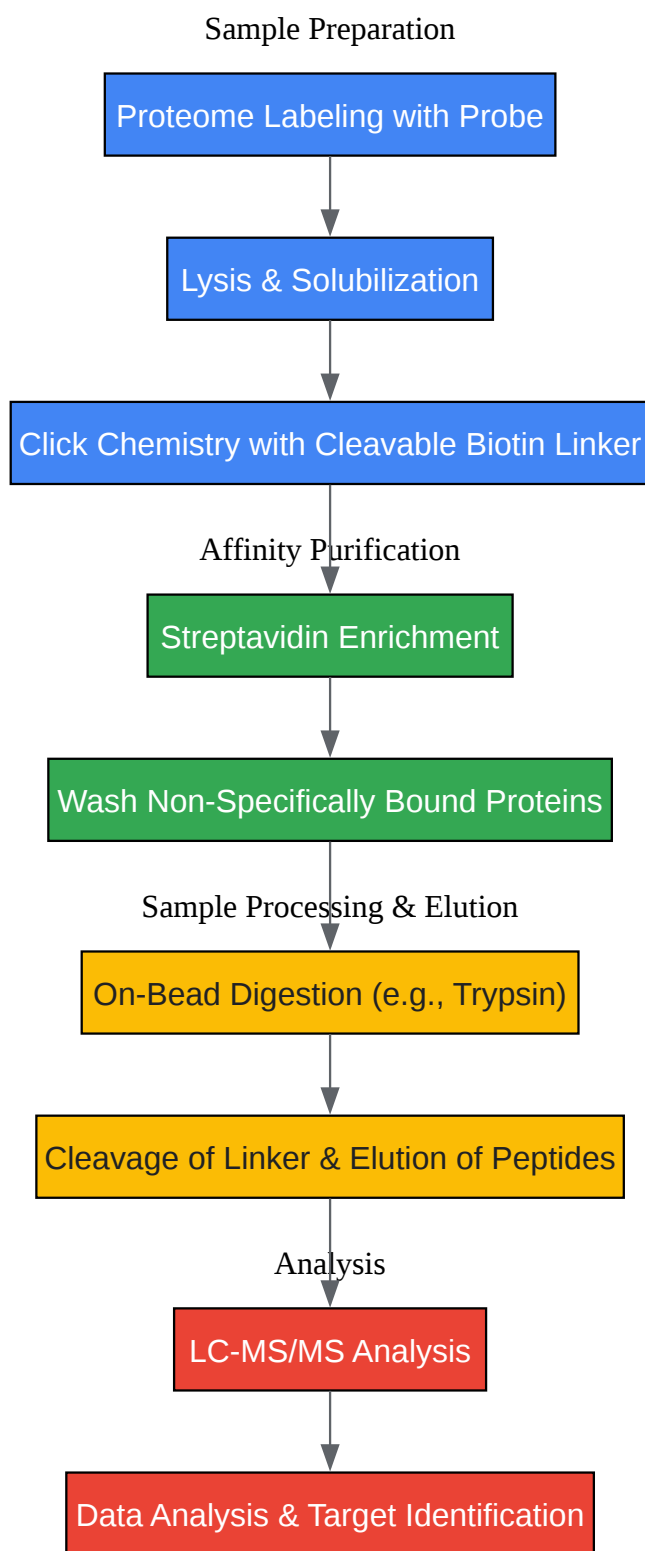 Sample Preparation
Proteome Labeling with Probe
Lysis & Solubilization
Click Chemistry with Cleavable Biotin Linker
Affinity Purification
Streptavidin Enrichment
Wash Non-Specifically Bound Proteins
Sample Processing & Elution
On-Bead Digestion (e.g., Trypsin)
Cleavage of Linker & Elution of Peptides
Analysis
LC-MS/MS Analysis
Data Analysis & Target Identification